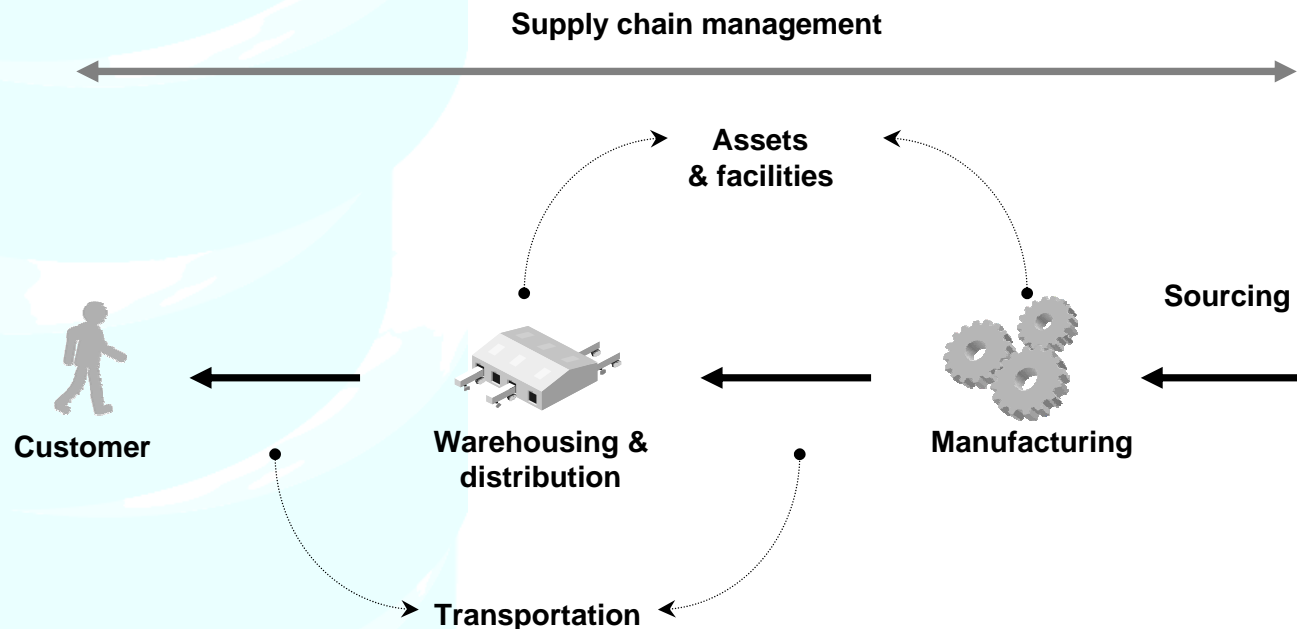 Supply chain management
Assets
& facilities
Sourcing
Customer
Warehousing &
distribution
Manufacturing
Transportation